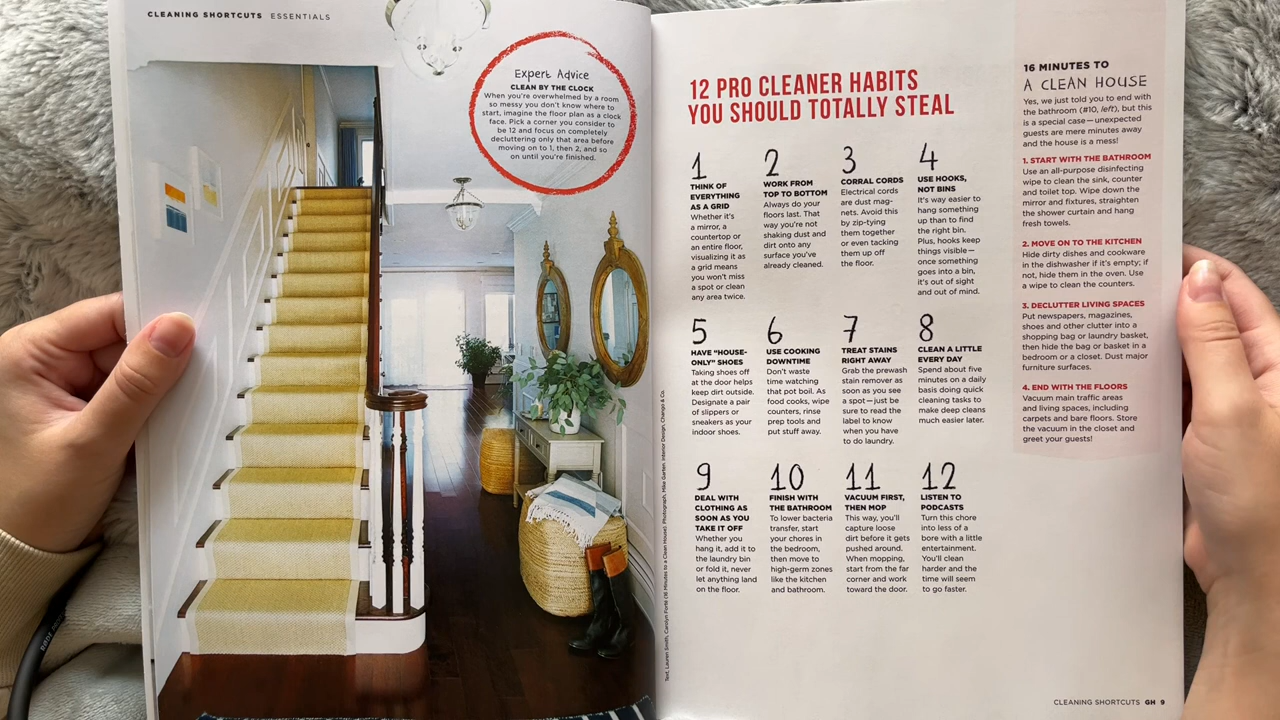 CLEANING SHORTCUTS ESSENTIALS
Expert Advice
CLEAN BY THE CLOCK
When you're overwhelmed by a room
so messy you don't know where to
start, imagine the floor plan as a clock
face. Pick a corner you consider to
be 12 and focus on completely
decluttering only that area before
moving on to 1, then 2, and so
on until you're finished.
Text, Lauren Smith, Carolyn Forté (16 Minutes to a Clean House). Photograph, Mike Garten. Interior Design, Chango & Co.
12 PRO CLEANER HABITS
YOU SHOULD TOTALLY STEAL
1
THINK OF
EVERYTHING
AS A GRID
Whether it's
a mirror, a
countertop or
an entire floor,
visualizing it as
a grid means
you won't miss
a spot or clean
any area twice.
2
WORK FROM
TOP TO BOTTOM
Always do your
floors last. That
way you're not
shaking dust and
dirt onto any
surface you've
already cleaned.
3
CORRAL CORDS
Electrical cords
are dust mag-
nets. Avoid this
by zip-tying
them together
or even tacking
them up off
the floor.
4
USE HOOKS,
NOT BINS
It's way easier to
hang something
up than to find
the right bin.
Plus, hooks keep
things visible—
once something
goes into a bin,
it's out of sight
and out of mind.
5
HAVE "HOUSE-
ONLY" SHOES
Taking shoes off
at the door helps
keep dirt outside.
Designate a pair
of slippers or
sneakers as your
indoor shoes.
6
USE COOKING
DOWNTIME
Don't waste
time watching
that pot boil. As
food cooks, wipe
counters, rinse
prep tools and
put stuff away.
7
TREAT STAINS
RIGHT AWAY
Grab the prewash
stain remover as
soon as you see
a spot—just be
sure to read the
label to know
when you have
to do laundry.
8
CLEAN A LITTLE
EVERY DAY
Spend about five
minutes on a daily
basis doing quick
cleaning tasks to
make deep cleans
much easier later.
9
DEAL WITH
CLOTHING AS
SOON AS YOU
TAKE IT OFF
Whether you
hang it, add it to
the laundry bin
or fold it, never
let anything land
on the floor.
10
FINISH WITH
THE BATHROOM
To lower bacteria
transfer, start
your chores in
the bedroom,
then move to
high-germ zones
like the kitchen
and bathroom.
11
VACUUM FIRST,
THEN MOP
This way, you'll
capture loose
dirt before it gets
pushed around.
When mopping,
start from the far
corner and work
toward the door.
12
LISTEN TO
PODCASTS
Turn this chore
into less of a
bore with a little
entertainment.
You'll clean
harder and the
time will seem
to go faster.
16 MINUTES TO
A CLEAN HOUSE
Yes, we just told you to end with
the bathroom (#10, left), but this
is a special case—unexpected
guests are mere minutes away
and the house is a mess!
1. START WITH THE BATHROOM
Use an all-purpose disinfecting
wipe to clean the sink, counter
and toilet top. Wipe down the
mirror and fixtures, straighten
the shower curtain and hang
fresh towels.
2. MOVE ON TO THE KITCHEN
Hide dirty dishes and cookware
in the dishwasher if it's empty; if
not, hide them in the oven. Use
a wipe to clean the counters.
3. DECLUTTER LIVING SPACES
Put newspapers, magazines,
shoes and other clutter into a
shopping bag or laundry basket,
then hide the bag or basket in a
bedroom or a closet. Dust major
furniture surfaces.
4. END WITH THE FLOORS
Vacuum main traffic areas
and living spaces, including
carpets and bare floors. Store
the vacuum in the closet and
greet your guests!
CLEANING SHORTCUTS GH 9